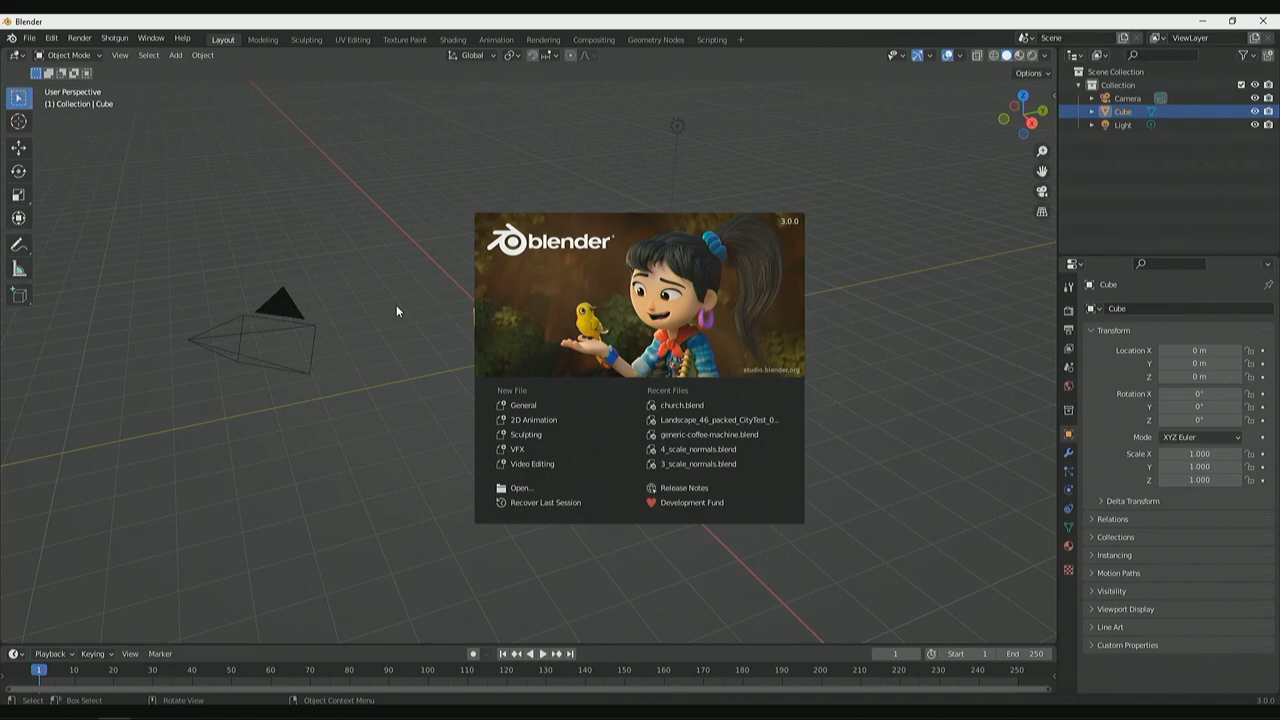 Blender
File Edit Render Shotgun Window Help Layout Modeling Sculpting UV Editing Texture Paint Shading Animation Rendering Compositing Geometry Nodes Scripting + Scene ViewLayer
Object Mode View Select Add Object Global
Options
User Perspective
(1) Collection | Cube
Z
Y
X
Scene Collection
Collection
Camera
Cube
Light
blender
3.0.0
studio.blender.org
New File
General
2D Animation
Sculpting
VFX
Video Editing
Open...
Recover Last Session
Recent Files
church.blend
Landscape_46_packed_CityTest_0...
generic-coffee-machine.blend
4_scale_normals.blend
3_scale_normals.blend
Release Notes
Development Fund
Cube
Cube
Transform
Location X 0 m
Y 0 m
Z 0 m
Rotation X 0°
Y 0°
Z 0°
Mode XYZ Euler
Scale X 1.000
Y 1.000
Z 1.000
Delta Transform
Relations
Collections
Instancing
Motion Paths
Visibility
Viewport Display
Line Art
Custom Properties
Playback Keying View Marker 1 Start 1 End 250
1 10 20 30 40 50 60 70 80 90 100 110 120 130 140 150 160 170 180 190 200 210 220 230 240 250
Select Box Select Rotate View Object Context Menu 3.0.0